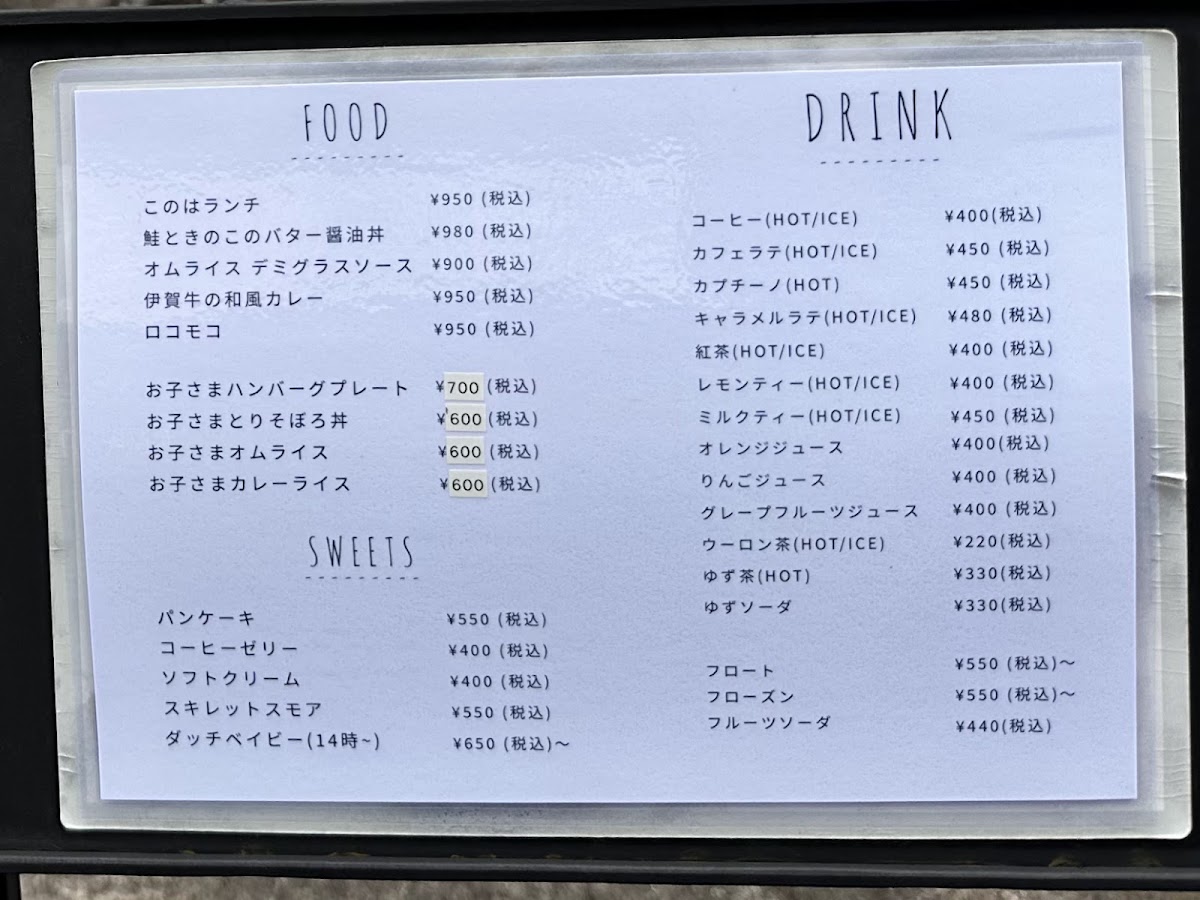 FOOD
このはランチ ¥950 (税込)
鮭ときのこのバター醤油丼 ¥980 (税込)
オムライス デミグラスソース ¥900 (税込)
伊賀牛の和風カレー ¥950 (税込)
ロコモコ ¥950 (税込)
お子さまハンバーグプレート ¥700 (税込)
お子さまとりそぼろ丼 ¥600 (税込)
お子さまオムライス ¥600 (税込)
お子さまカレーライス ¥600 (税込)
SWEETS
パンケーキ ¥550 (税込)
コーヒーゼリー ¥400 (税込)
ソフトクリーム ¥400 (税込)
スキレットスモア ¥550 (税込)
ダッチベイビー(14時~) ¥650 (税込)〜
DRINK
コーヒー(HOT/ICE) ¥400(税込)
カフェラテ(HOT/ICE) ¥450 (税込)
カプチーノ(HOT) ¥450 (税込)
キャラメルラテ(HOT/ICE) ¥480 (税込)
紅茶(HOT/ICE) ¥400 (税込)
レモンティー(HOT/ICE) ¥400 (税込)
ミルクティー(HOT/ICE) ¥450 (税込)
オレンジジュース ¥400(税込)
りんごジュース ¥400 (税込)
グレープフルーツジュース ¥400 (税込)
ウーロン茶(HOT/ICE) ¥220(税込)
ゆず茶(HOT) ¥330(税込)
ゆずソーダ ¥330(税込)
フロート ¥550 (税込)〜
フローズン ¥550 (税込)〜
フルーツソーダ ¥440(税込)